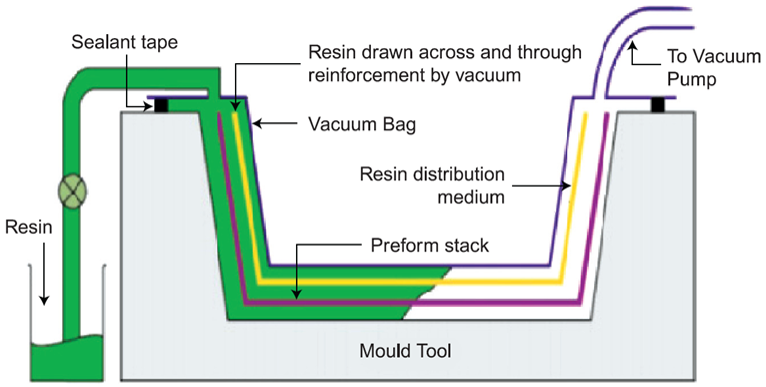 Sealant tape
Resin drawn across and through
reinforcement by vacuum
To Vacuum
Pump
Vacuum Bag
Resin distribution
medium
Resin
Preform stack
Mould Tool